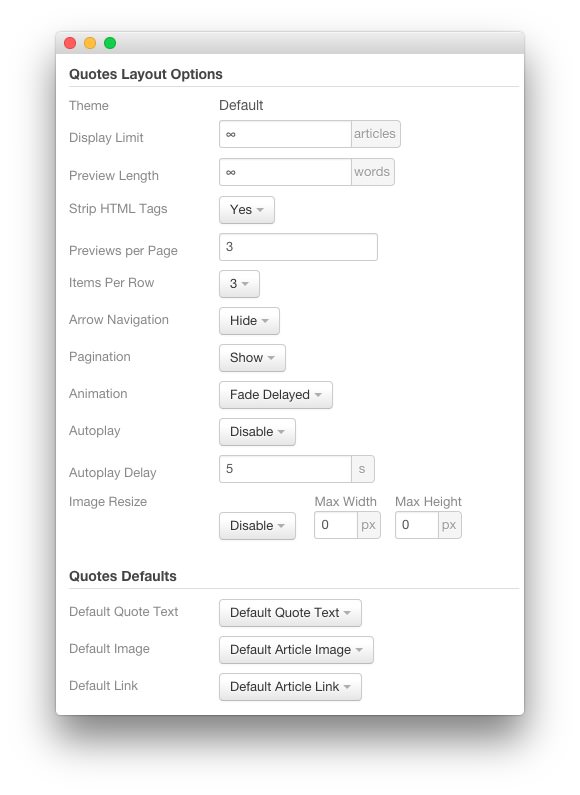 Quotes Layout Options
Theme Default
Display Limit ∞ articles
Preview Length ∞ words
Strip HTML Tags Yes
Previews per Page 3
Items Per Row 3
Arrow Navigation Hide
Pagination Show
Animation Fade Delayed
Autoplay Disable
Autoplay Delay 5 s
Image Resize Max Width Max Height
Disable 0 px 0 px
Quotes Defaults
Default Quote Text Default Quote Text
Default Image Default Article Image
Default Link Default Article Link